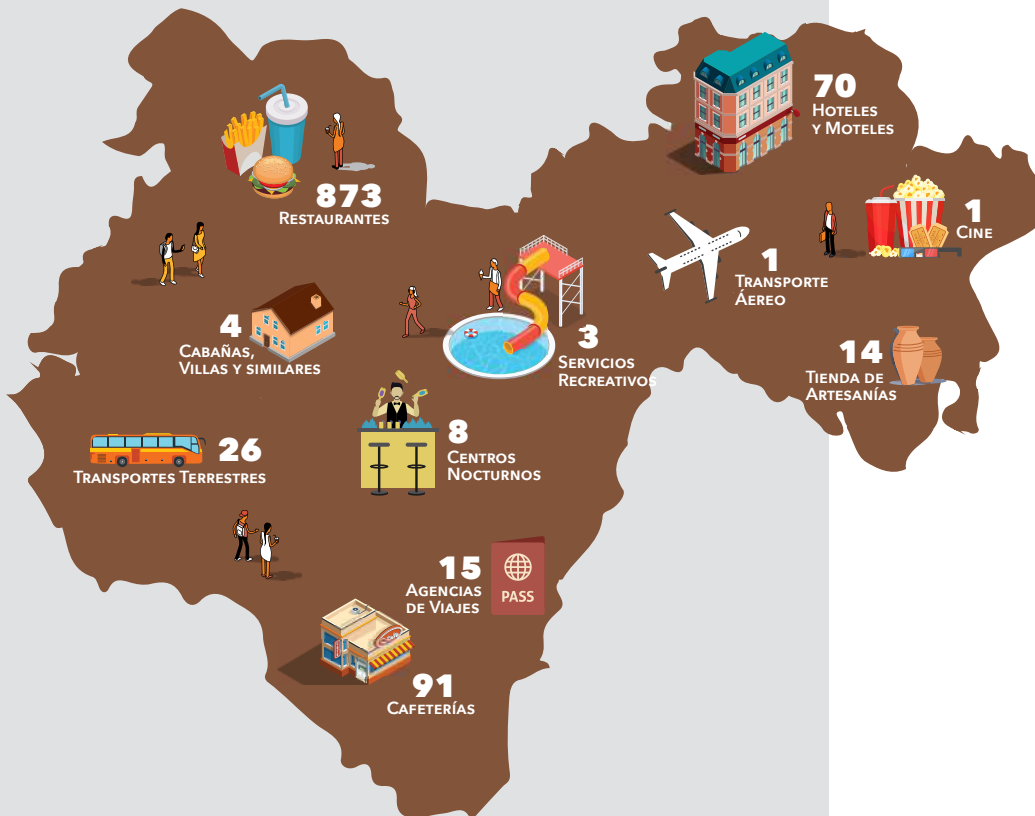 70
Hoteles
y Moteles
873
Restaurantes
1
Cine
1
Transporte
Áereo
4
Cabañas,
Villas y similares
3
Servicios
Recreativos
14
Tienda de
Artesanías
26
Transportes Terrestres
8
Centros
Nocturnos
15
Agencias
de Viajes
PASS
91
Cafeterías